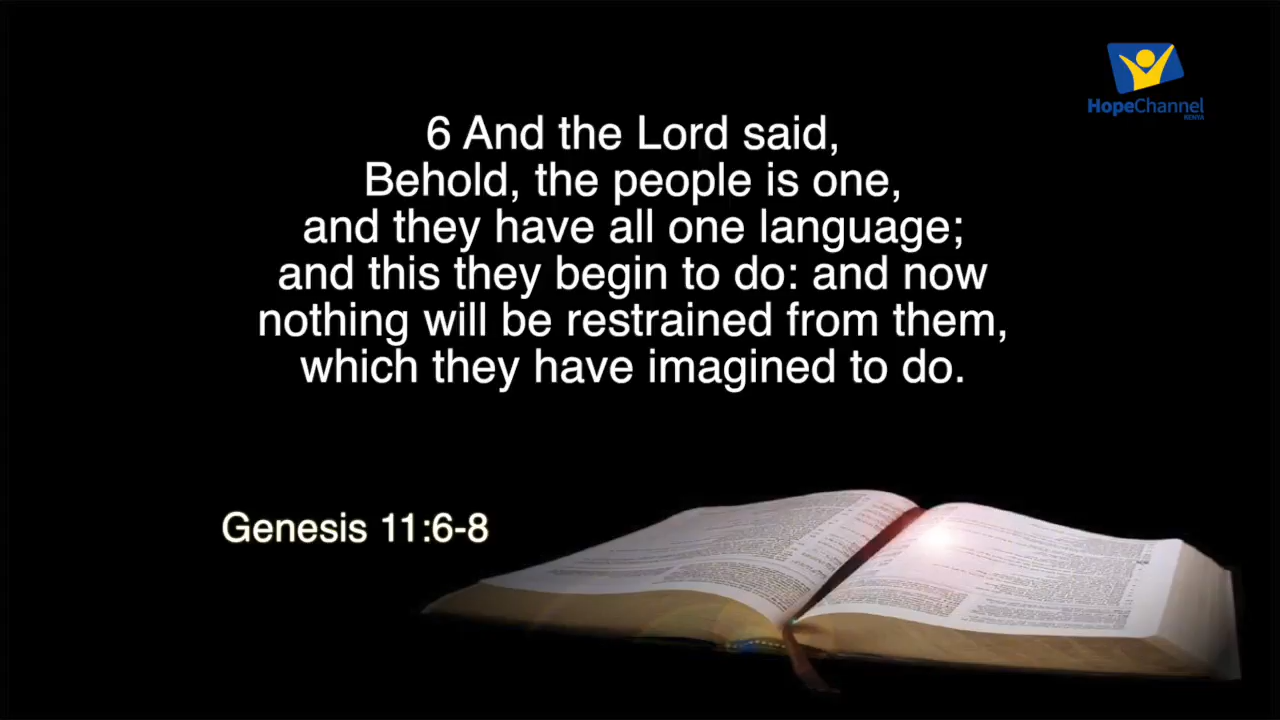 HopeChannel
KENYA
6 And the Lord said,
Behold, the people is one,
and they have all one language;
and this they begin to do: and now
nothing will be restrained from them,
which they have imagined to do.
Genesis 11:6-8